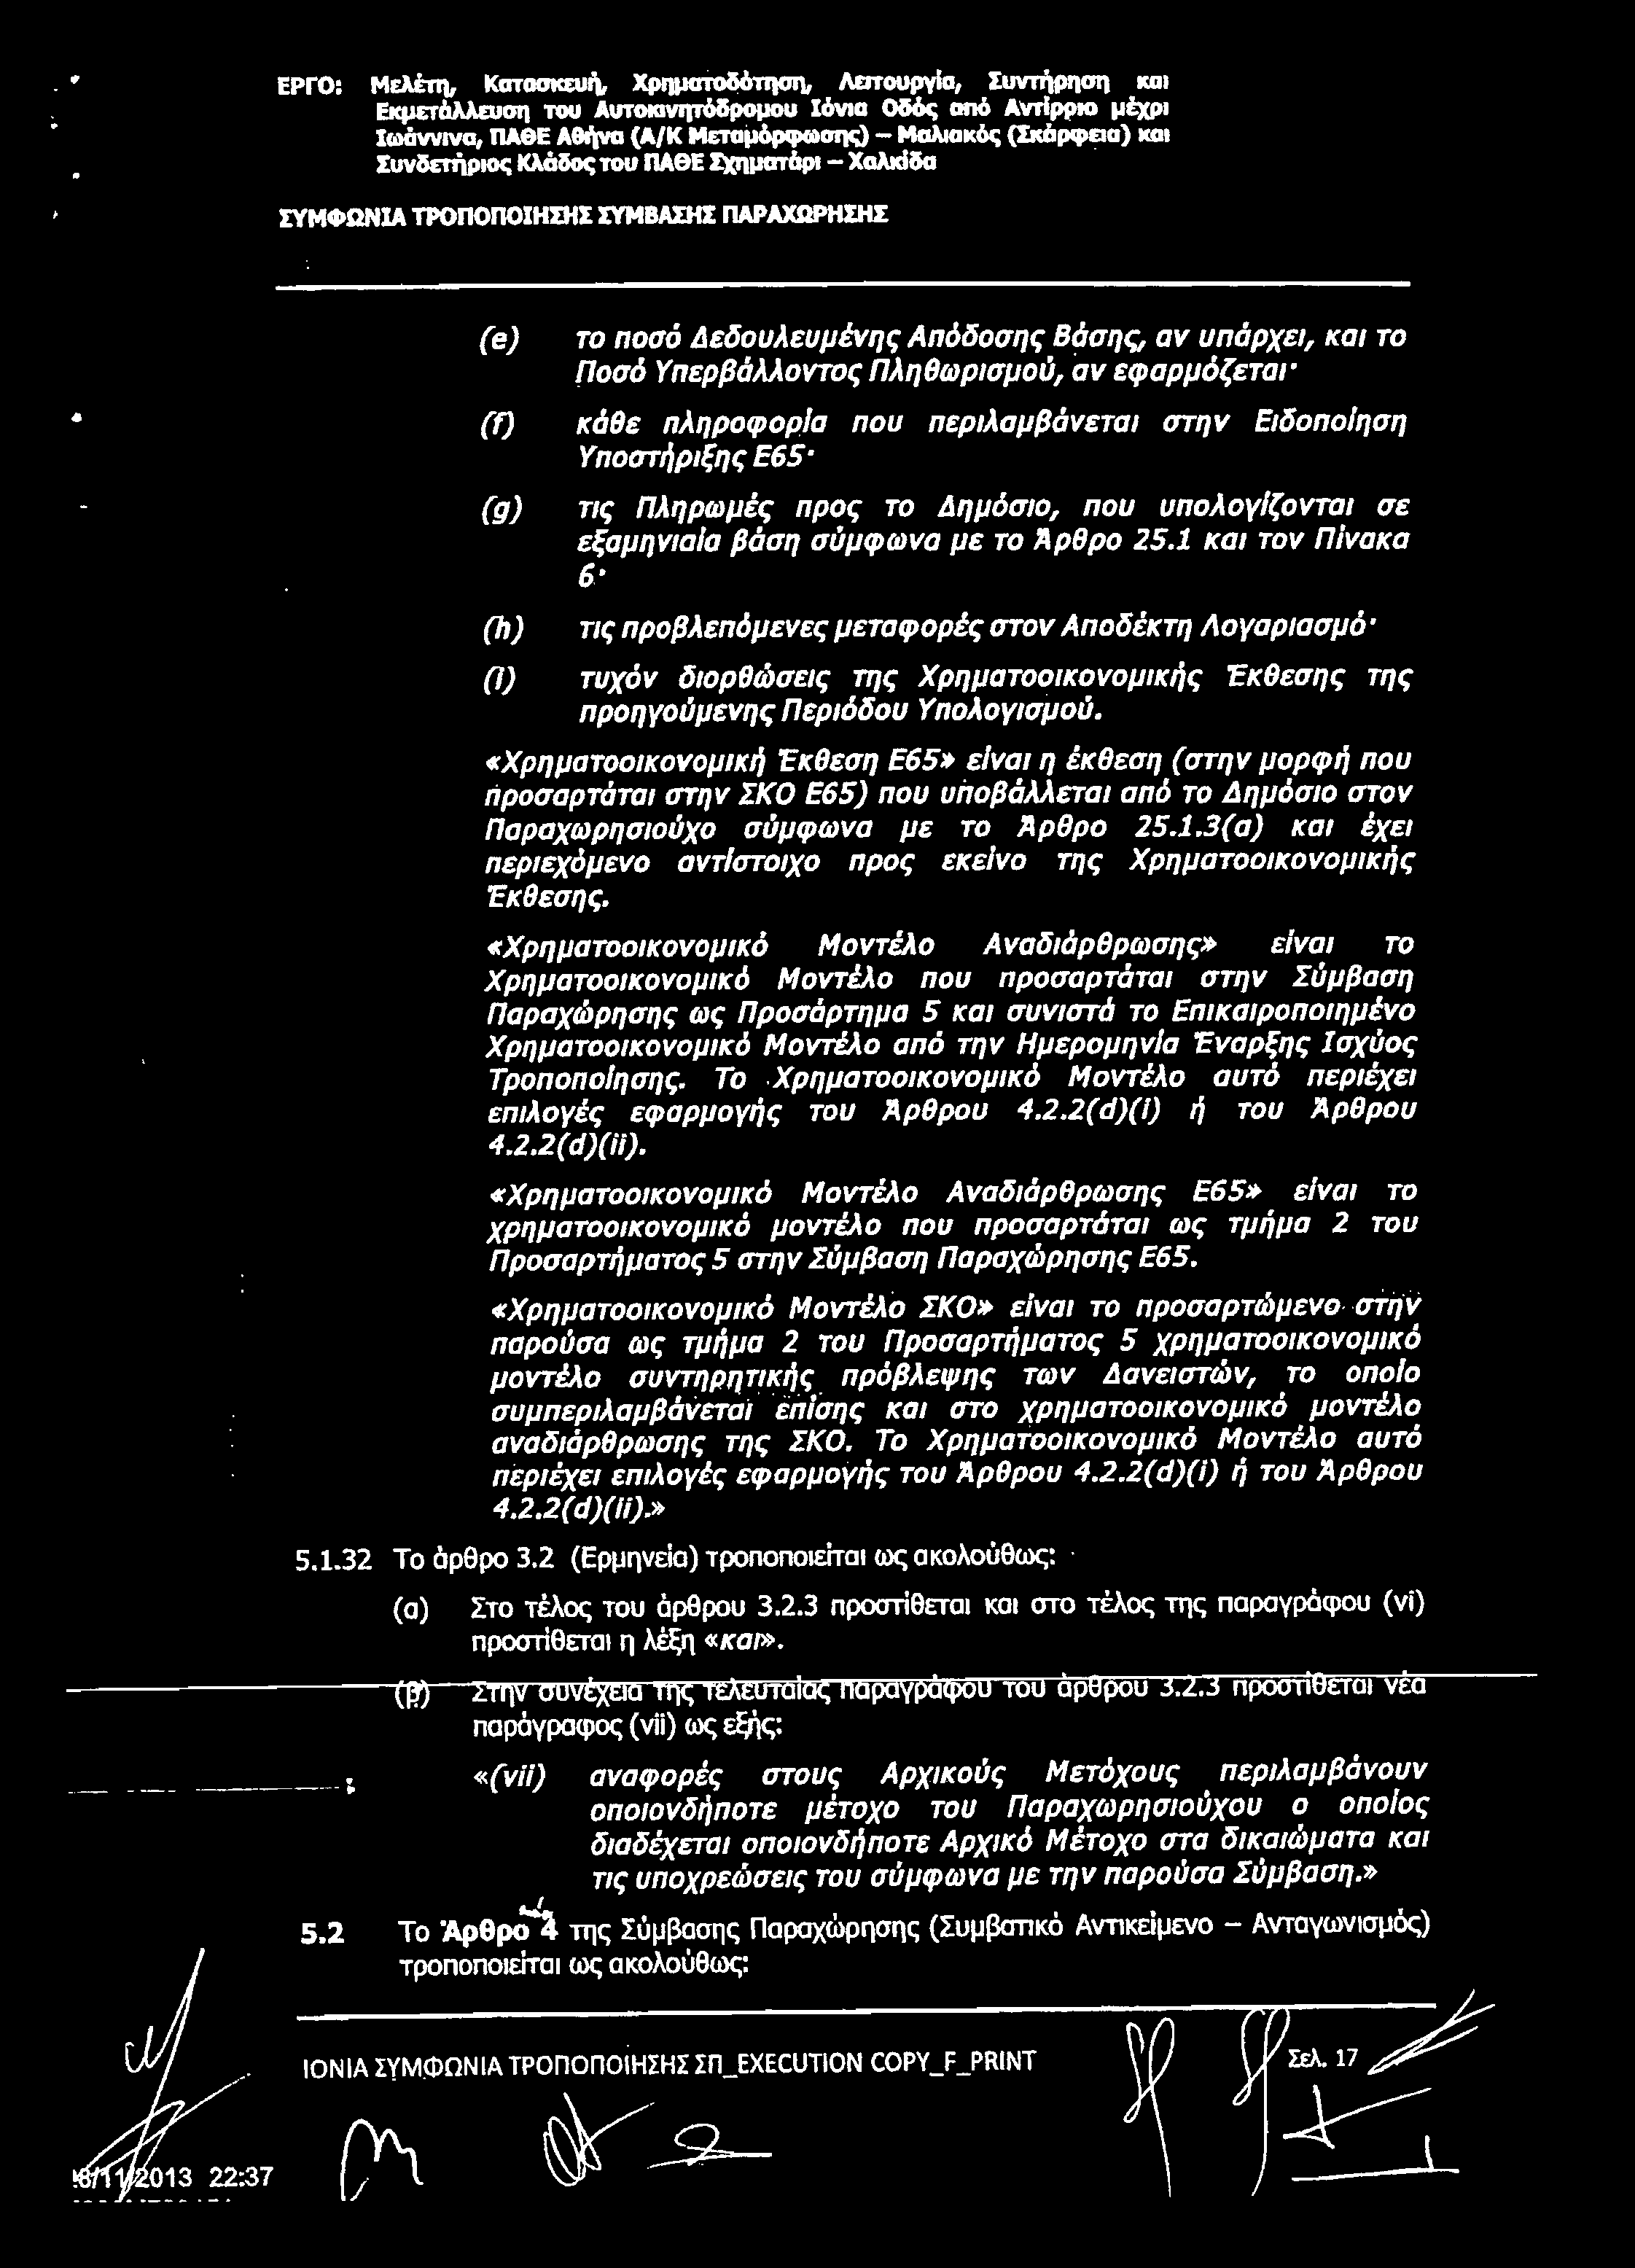 ΕΡΓΟ: Μελέτη, Κατασκευή, Χρηματοδότηση, Λειτουργία, Συντήρηση και
Εκμετάλλευση του Αυτοκινητόδρομου Ιόνια Οδός από Αντίρριο μέχρι
Ιωάννινα, ΠΑΘΕ Αθήνα (Α/Κ Μεταμόρφωσης) – Μαλιακός (Σκάρφεια) και
Συνδετήριος Κλάδος του ΠΑΘΕ Σχηματάρι – Χαλκίδα
ΣΥΜΦΩΝΙΑ ΤΡΟΠΟΠΟΙΗΣΗΣ ΣΥΜΒΑΣΗΣ ΠΑΡΑΧΩΡΗΣΗΣ
(e) το ποσό Δεδουλευμένης Απόδοσης Βάσης, αν υπάρχει, και το
Ποσό Υπερβάλλοντος Πληθωρισμού, αν εφαρμόζεται·
(f) κάθε πληροφορία που περιλαμβάνεται στην Ειδοποίηση
Υποστήριξης Ε65·
(g) τις Πληρωμές προς το Δημόσιο, που υπολογίζονται σε
εξαμηνιαία βάση σύμφωνα με το Άρθρο 25.1 και τον Πίνακα
6·
(h) τις προβλεπόμενες μεταφορές στον Αποδέκτη Λογαριασμό·
(i) τυχόν διορθώσεις της Χρηματοοικονομικής Έκθεσης της
προηγούμενης Περιόδου Υπολογισμού.
«Χρηματοοικονομική Έκθεση Ε65» είναι η έκθεση (στην μορφή που
προσαρτάται στην ΣΚΟ Ε65) που υποβάλλεται από το Δημόσιο στον
Παραχωρησιούχο σύμφωνα με το Άρθρο 25.1.3(α) και έχει
περιεχόμενο αντίστοιχο προς εκείνο της Χρηματοοικονομικής
Έκθεσης.
«Χρηματοοικονομικό Μοντέλο Αναδιάρθρωσης» είναι το
Χρηματοοικονομικό Μοντέλο που προσαρτάται στην Σύμβαση
Παραχώρησης ως Προσάρτημα 5 και συνιστά το Επικαιροποιημένο
Χρηματοοικονομικό Μοντέλο από την Ημερομηνία Έναρξης Ισχύος
Τροποποίησης. Το Χρηματοοικονομικό Μοντέλο αυτό περιέχει
επιλογές εφαρμογής του Άρθρου 4.2.2(d)(i) ή του Άρθρου
4.2.2(d)(ii).
«Χρηματοοικονομικό Μοντέλο Αναδιάρθρωσης Ε65» είναι το
χρηματοοικονομικό μοντέλο που προσαρτάται ως τμήμα 2 του
Προσαρτήματος 5 στην Σύμβαση Παραχώρησης Ε65.
«Χρηματοοικονομικό Μοντέλο ΣΚΟ» είναι το προσαρτώμενο στην
παρούσα ως τμήμα 2 του Προσαρτήματος 5 χρηματοοικονομικό
μοντέλο συντηρητικής πρόβλεψης των Δανειστών, το οποίο
συμπεριλαμβάνεται επίσης και στο χρηματοοικονομικό μοντέλο
αναδιάρθρωσης της ΣΚΟ. Το Χρηματοοικονομικό Μοντέλο αυτό
περιέχει επιλογές εφαρμογής του Άρθρου 4.2.2(d)(i) ή του Άρθρου
4.2.2(d)(ii).»
5.1.32 Το άρθρο 3.2 (Ερμηνεία) τροποποιείται ως ακολούθως:
(α) Στο τέλος του άρθρου 3.2.3 προστίθεται και στο τέλος της παραγράφου (vi)
προστίθεται η λέξη «και».
(β) Στην συνέχεια της τελευταίας παραγράφου του άρθρου 3.2.3 προστίθεται νέα
παράγραφος (vii) ως εξής:
«(vii) αναφορές στους Αρχικούς Μετόχους περιλαμβάνουν
οποιονδήποτε μέτοχο του Παραχωρησιούχου ο οποίος
διαδέχεται οποιονδήποτε Αρχικό Μέτοχο στα δικαιώματα και
τις υποχρεώσεις του σύμφωνα με την παρούσα Σύμβαση.»
5.2 Το Άρθρο 4 της Σύμβασης Παραχώρησης (Συμβατικό Αντικείμενο – Ανταγωνισμός)
τροποποιείται ως ακολούθως:
ΙΟΝΙΑ ΣΥΜΦΩΝΙΑ ΤΡΟΠΟΠΟΙΗΣΗΣ ΣΠ_EXECUTION COPY_F_PRINT Σελ. 17
22:37